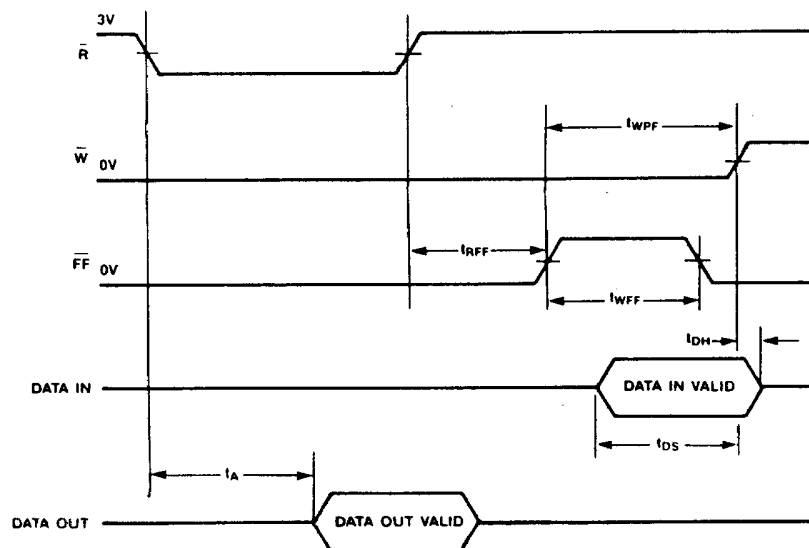 3V
R̅
tWPF
W̅ 0V
tRFF
F̅F̅ 0V
tWFF
tDH
DATA IN DATA IN VALID
tDS
tA
DATA OUT DATA OUT VALID